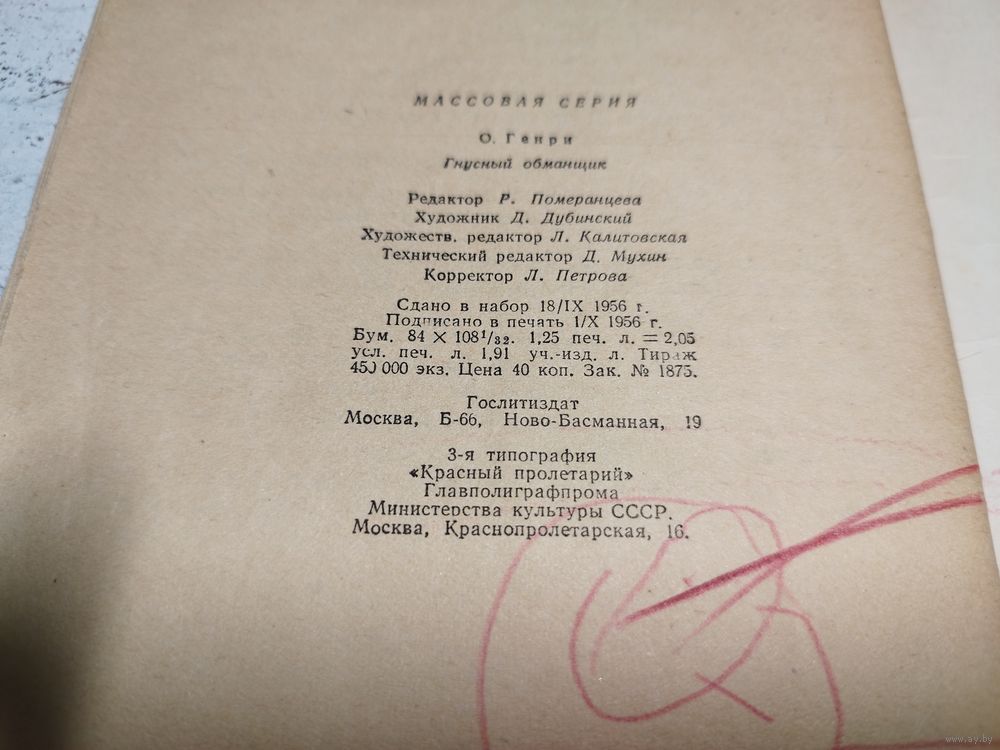 МАССОВАЯ СЕРИЯ
О. Генри
Гнусный обманщик
Редактор Р. Померанцева
Художник Д. Дубинский
Художеств. редактор Л. Калитовская
Технический редактор Д. Мухин
Корректор Л. Петрова
Сдано в набор 18/IX 1956 г.
Подписано в печать 1/X 1956 г.
Бум. 84 × 108¹/₃₂. 1,25 печ. л. = 2,05
усл. печ. л. 1,91 уч.-изд. л. Тираж
450 000 экз. Цена 40 коп. Зак. № 1875.
Гослитиздат
Москва, Б-66, Ново-Басманная, 19
3-я типография
«Красный пролетарий»
Главполиграфпрома
Министерства культуры СССР.
Москва, Краснопролетарская, 16.
www.ay.by